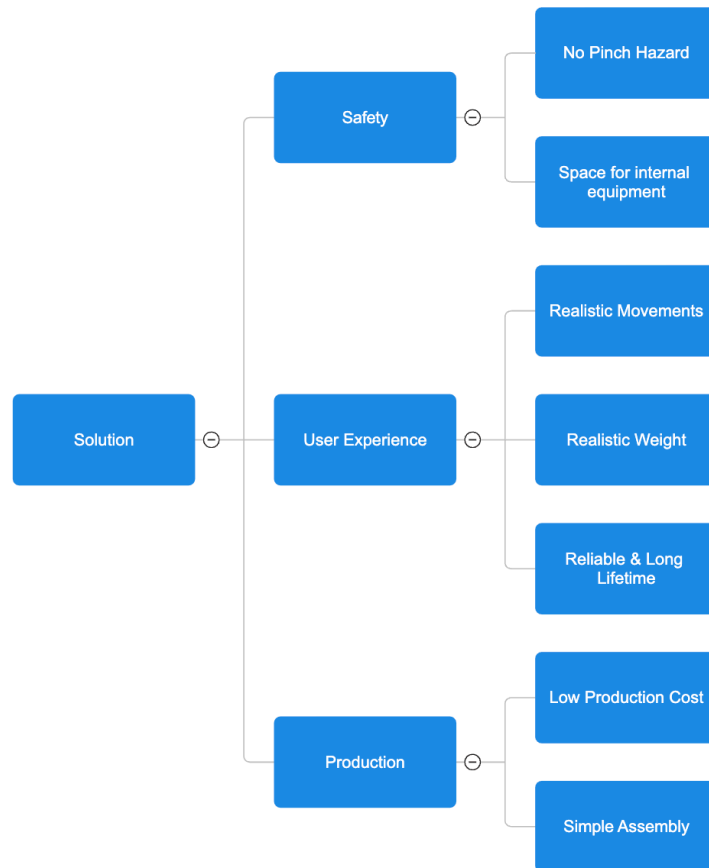 No Pinch Hazard
Safety
Space for internal
equipment
Realistic Movements
Solution
User Experience
Realistic Weight
Reliable & Long
Lifetime
Low Production Cost
Production
Simple Assembly